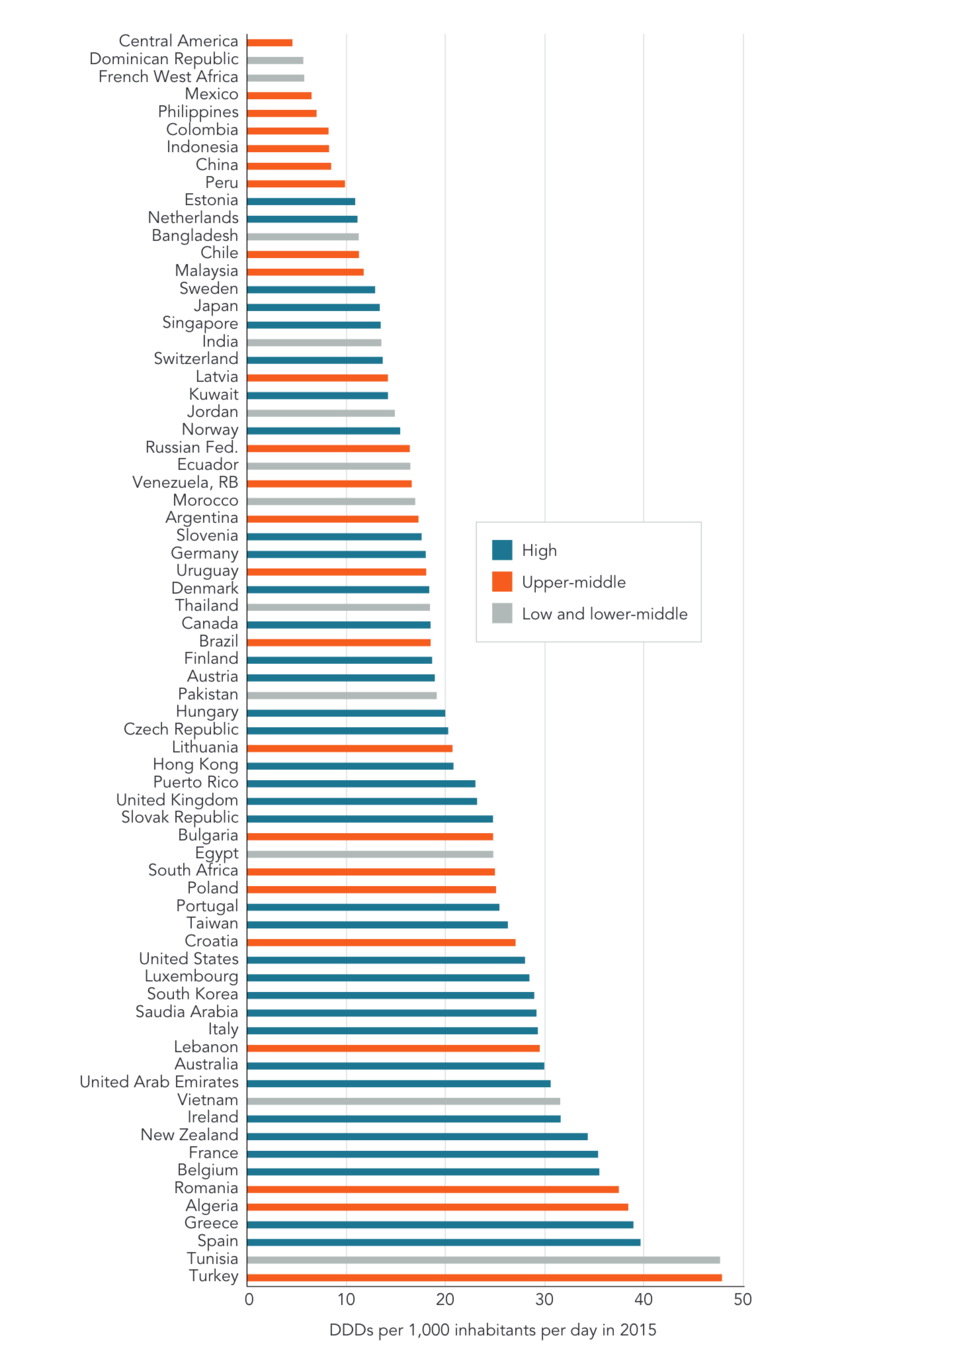 Central America
Dominican Republic
French West Africa
Mexico
Philippines
Colombia
Indonesia
China
Peru
Estonia
Netherlands
Bangladesh
Chile
Malaysia
Sweden
Japan
Singapore
India
Switzerland
Latvia
Kuwait
Jordan
Norway
Russian Fed.
Ecuador
Venezuela, RB
Morocco
Argentina
Slovenia
Germany
Uruguay
Denmark
Thailand
Canada
Brazil
Finland
Austria
Pakistan
Hungary
Czech Republic
Lithuania
Hong Kong
Puerto Rico
United Kingdom
Slovak Republic
Bulgaria
Egypt
South Africa
Poland
Portugal
Taiwan
Croatia
United States
Luxembourg
South Korea
Saudia Arabia
Italy
Lebanon
Australia
United Arab Emirates
Vietnam
Ireland
New Zealand
France
Belgium
Romania
Algeria
Greece
Spain
Tunisia
Turkey
High
Upper-middle
Low and lower-middle
0 10 20 30 40 50
DDDs per 1,000 inhabitants per day in 2015